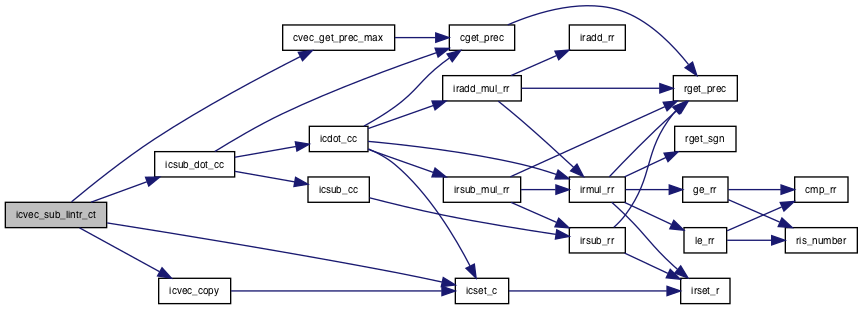 icvec_sub_lintr_ct
cvec_get_prec_max
icsub_dot_cc
icvec_copy
icdot_cc
icsub_cc
cget_prec
iradd_mul_rr
irsub_mul_rr
icset_c
iradd_rr
irmul_rr
irsub_rr
rget_prec
rget_sgn
ge_rr
le_rr
irset_r
cmp_rr
ris_number